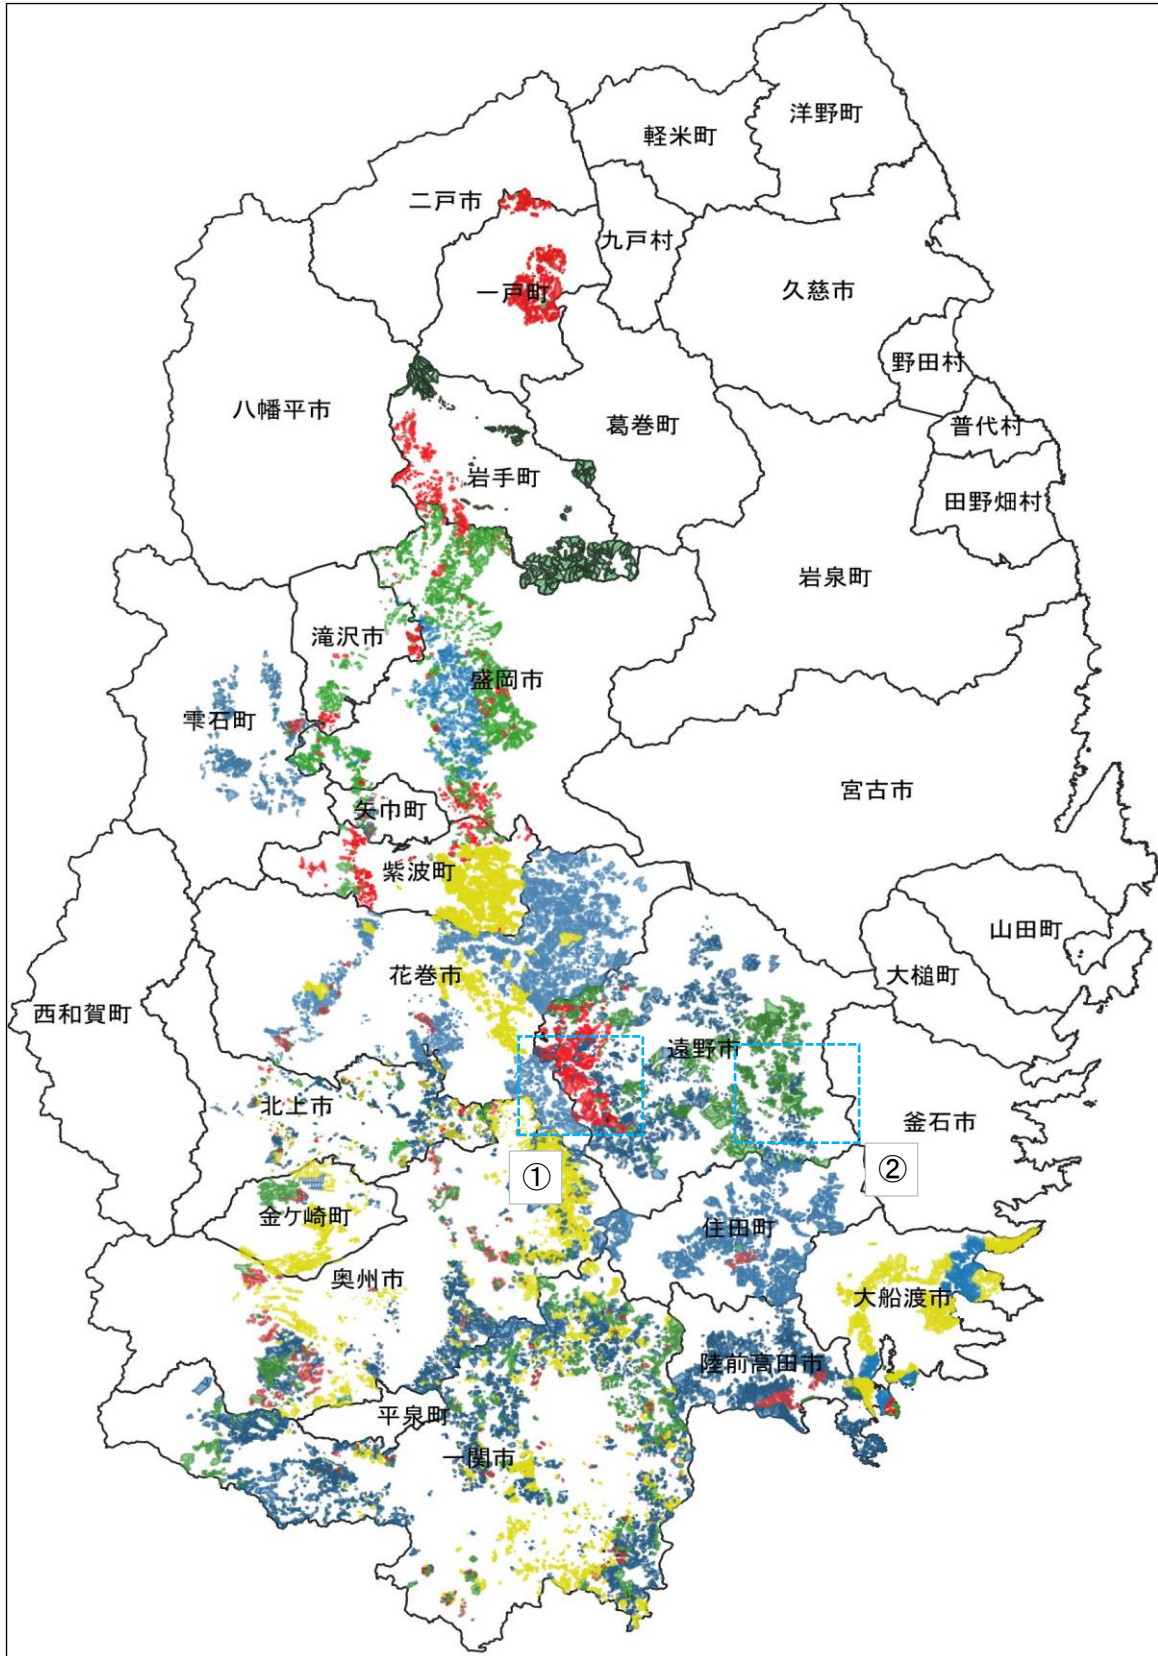 洋野町
軽米町
二戸市
九戸村
一戸町
久慈市
野田村
八幡平市
葛巻町
普代村
岩手町
田野畑村
岩泉町
滝沢市
盛岡市
雫石町
宮古市
矢巾町
紫波町
山田町
花巻市
大槌町
西和賀町
遠野市
北上市
釜石市
①
②
金ケ崎町
住田町
奥州市
大船渡市
陸前高田市
平泉町
一関市